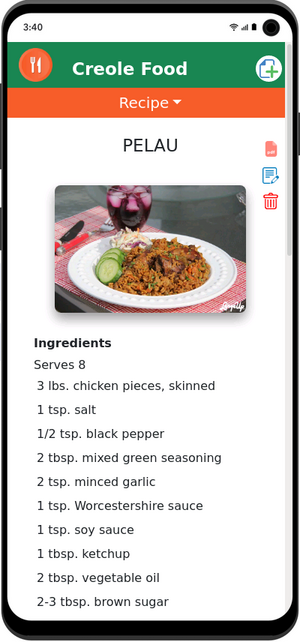 3:40
Creole Food
Recipe
PELAU
Ingredients
Serves 8
3 lbs. chicken pieces, skinned
1 tsp. salt
1/2 tsp. black pepper
2 tbsp. mixed green seasoning
2 tsp. minced garlic
1 tsp. Worcestershire sauce
1 tsp. soy sauce
1 tbsp. ketchup
2 tbsp. vegetable oil
2-3 tbsp. brown sugar